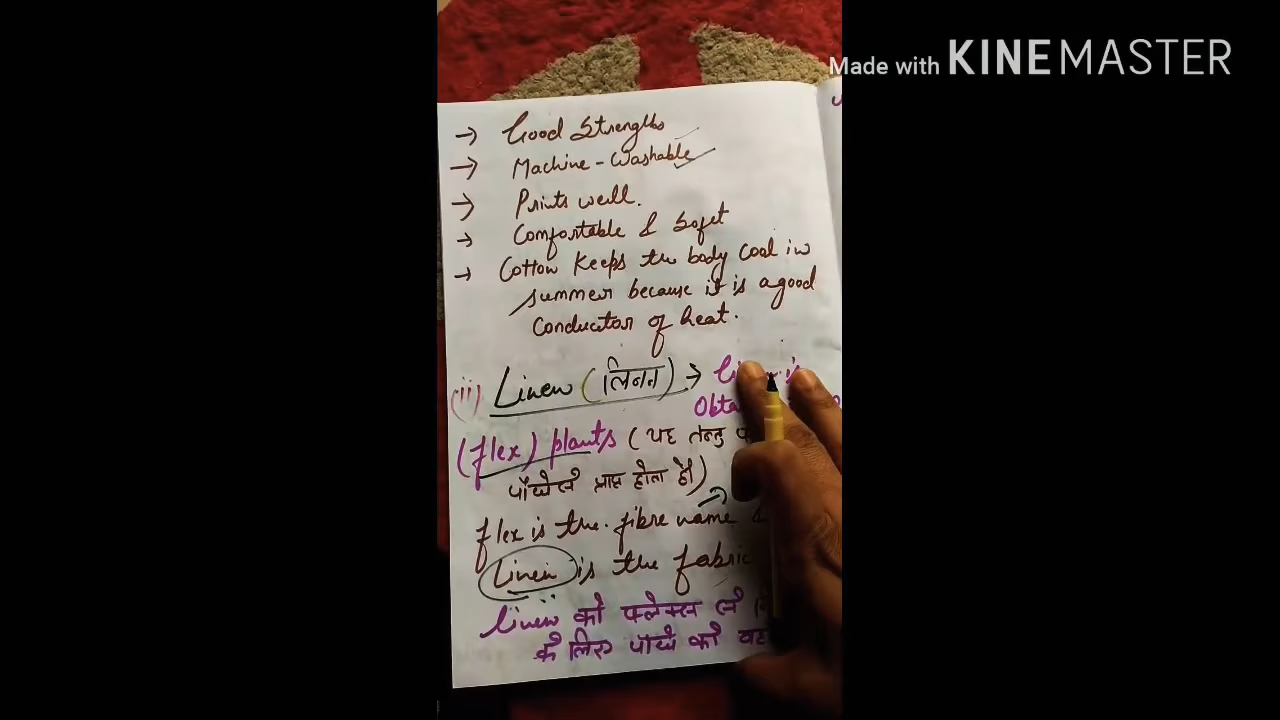 Made with KINEMASTER
→ Good Strengths
→ Machine-Washable
→ Prints well.
→ Comfortable & Soft
→ Cotton keeps the body cool in
summer because it is a good
conductor of heat.
(ii) Linen (लिनन) → is
(flex) plants (यह तन्तु
पौधे से प्राप्त होता है)
flex is the fibre name
Linen is the fabric
Linen को फ्लेक्स से
के लिए पौधे को